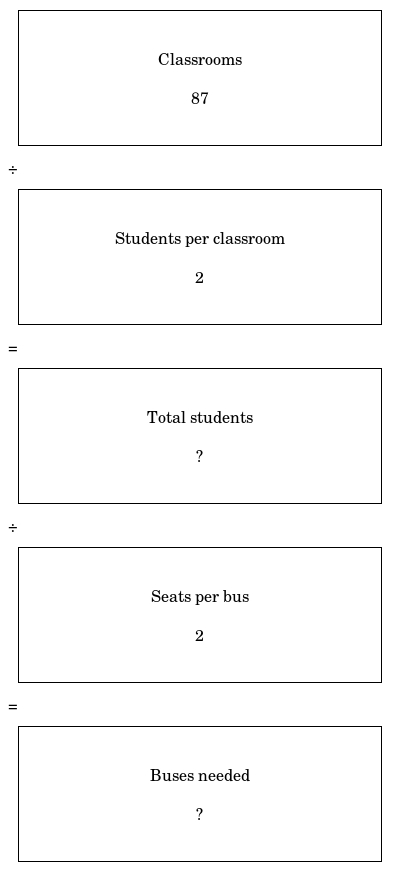 Classrooms
87
÷
Students per classroom
2
=
Total students
?
÷
Seats per bus
2
=
Buses needed
?